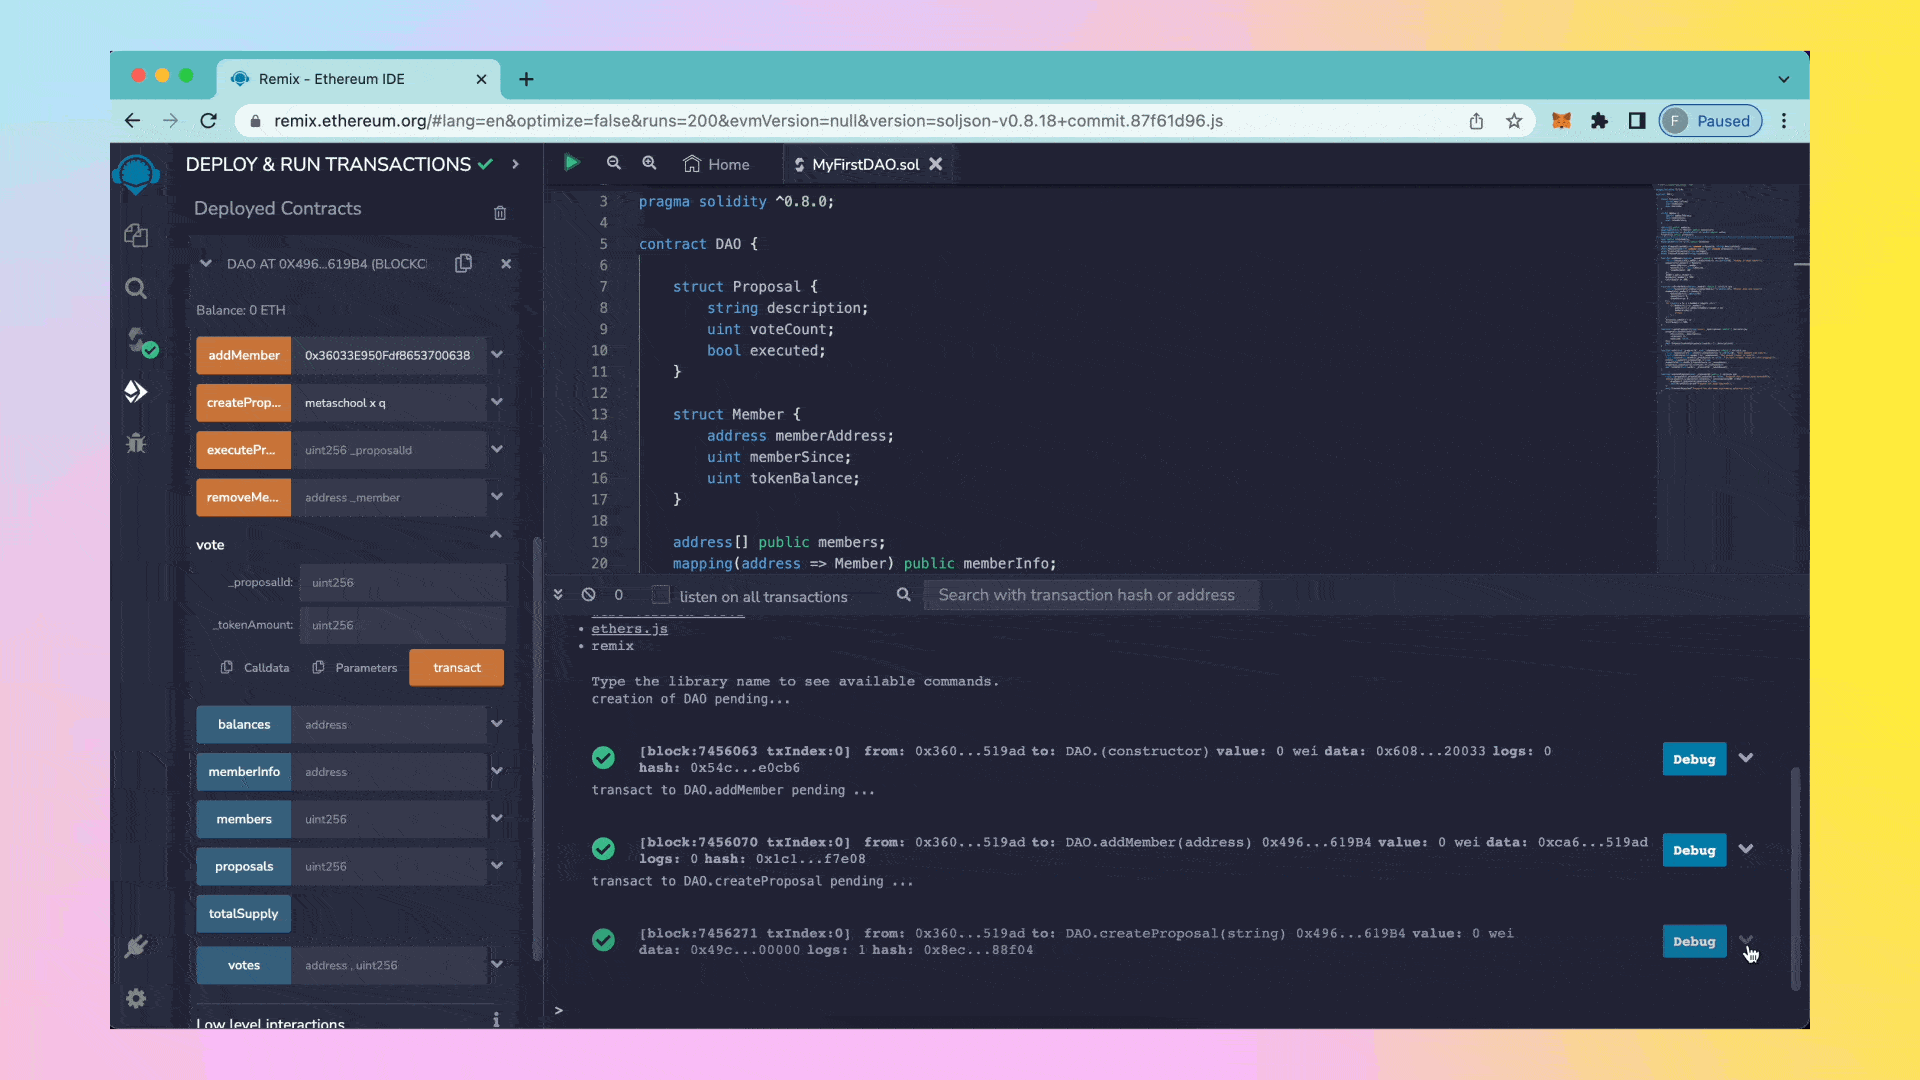 Remix - Ethereum IDE
remix.ethereum.org/#lang=en&optimize=false&runs=200&evmVersion=null&version=soljson-v0.8.18+commit.87f61d96.js
F Paused
DEPLOY & RUN TRANSACTIONS
Deployed Contracts
DAO AT 0X496...619B4 (BLOCKC
Balance: 0 ETH
addMember 0x36033E950Fdf8653700638
createProp... metaschool x q
executePr... uint256 _proposalId
removeMe... address _member
vote
_proposalId: uint256
_tokenAmount: uint256
Calldata Parameters transact
balances address
memberInfo address
members uint256
proposals uint256
totalSupply
votes address , uint256
Low level interactions
Home MyFirstDAO.sol
3 pragma solidity ^0.8.0;
4
5 contract DAO {
6
7 struct Proposal {
8 string description;
9 uint voteCount;
10 bool executed;
11 }
12
13 struct Member {
14 address memberAddress;
15 uint memberSince;
16 uint tokenBalance;
17 }
18
19 address[] public members;
20 mapping(address => Member) public memberInfo;
0 listen on all transactions Search with transaction hash or address
• ethers.js
• remix
Type the library name to see available commands.
creation of DAO pending...
[block:7456063 txIndex:0] from: 0x360...519ad to: DAO.(constructor) value: 0 wei data: 0x608...20033 logs: 0
hash: 0x54c...e0cb6
Debug
transact to DAO.addMember pending ...
[block:7456070 txIndex:0] from: 0x360...519ad to: DAO.addMember(address) 0x496...619B4 value: 0 wei data: 0xca6...519ad
logs: 0 hash: 0x1c1...f7e08
Debug
transact to DAO.createProposal pending ...
[block:7456271 txIndex:0] from: 0x360...519ad to: DAO.createProposal(string) 0x496...619B4 value: 0 wei
data: 0x49c...00000 logs: 1 hash: 0x8ec...88f04
Debug
>